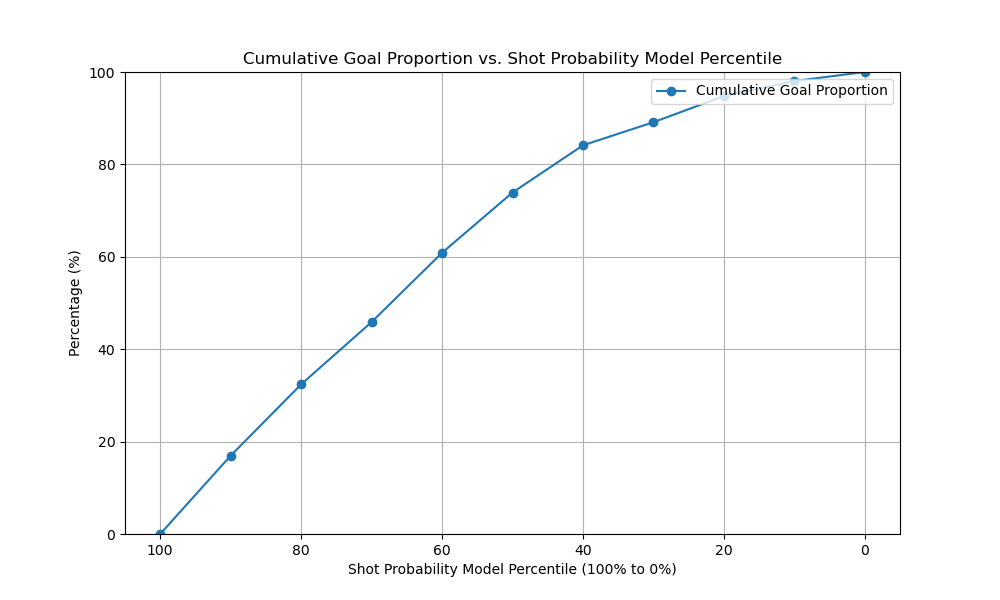 Cumulative Goal Proportion vs. Shot Probability Model Percentile
Cumulative Goal Proportion
Percentage (%)
100
80
60
40
20
0
100 80 60 40 20 0
Shot Probability Model Percentile (100% to 0%)